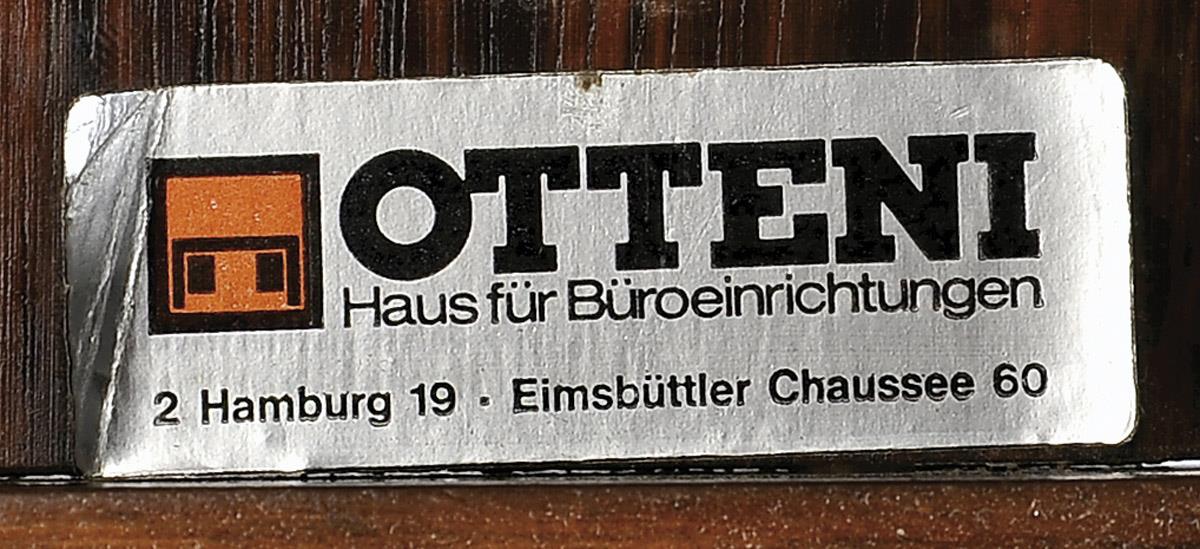 OTTENI
Haus für Büroeinrichtungen
2 Hamburg 19 · Eimsbüttler Chaussee 60